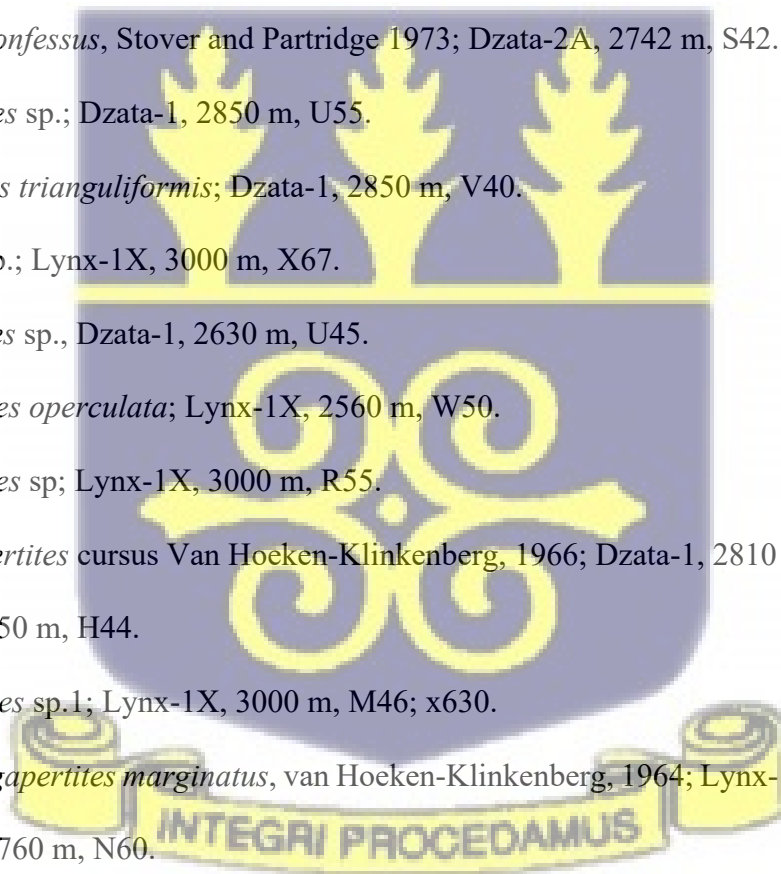 onfessus, Stover and Partridge 1973; Dzata-2A, 2742 m, S42.
es sp.; Dzata-1, 2850 m, U55.
s trianguliformis; Dzata-1, 2850 m, V40.
p.; Lynx-1X, 3000 m, X67.
es sp., Dzata-1, 2630 m, U45.
es operculata; Lynx-1X, 2560 m, W50.
es sp; Lynx-1X, 3000 m, R55.
ertites cursus Van Hoeken-Klinkenberg, 1966; Dzata-1, 2810
50 m, H44.
es sp.1; Lynx-1X, 3000 m, M46; x630.
gapertites marginatus, van Hoeken-Klinkenberg, 1964; Lynx-
760 m, N60.
INTEGRI PROCEDAMUS